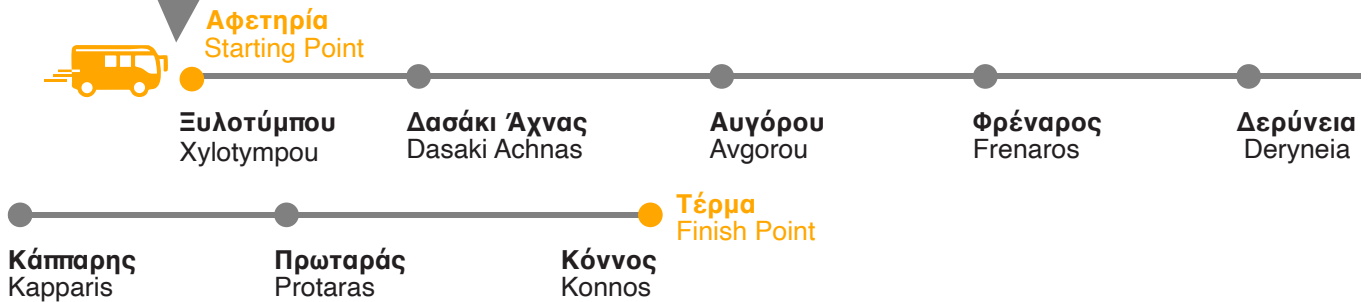 Αφετηρία
Starting Point
Ξυλοτύμπου
Xylotympou
Δασάκι Άχνας
Dasaki Achnas
Αυγόρου
Avgorou
Φρέναρος
Frenaros
Δερύνεια
Deryneia
Τέρμα
Finish Point
Κάππαρης
Kapparis
Πρωταράς
Protaras
Κόννος
Konnos